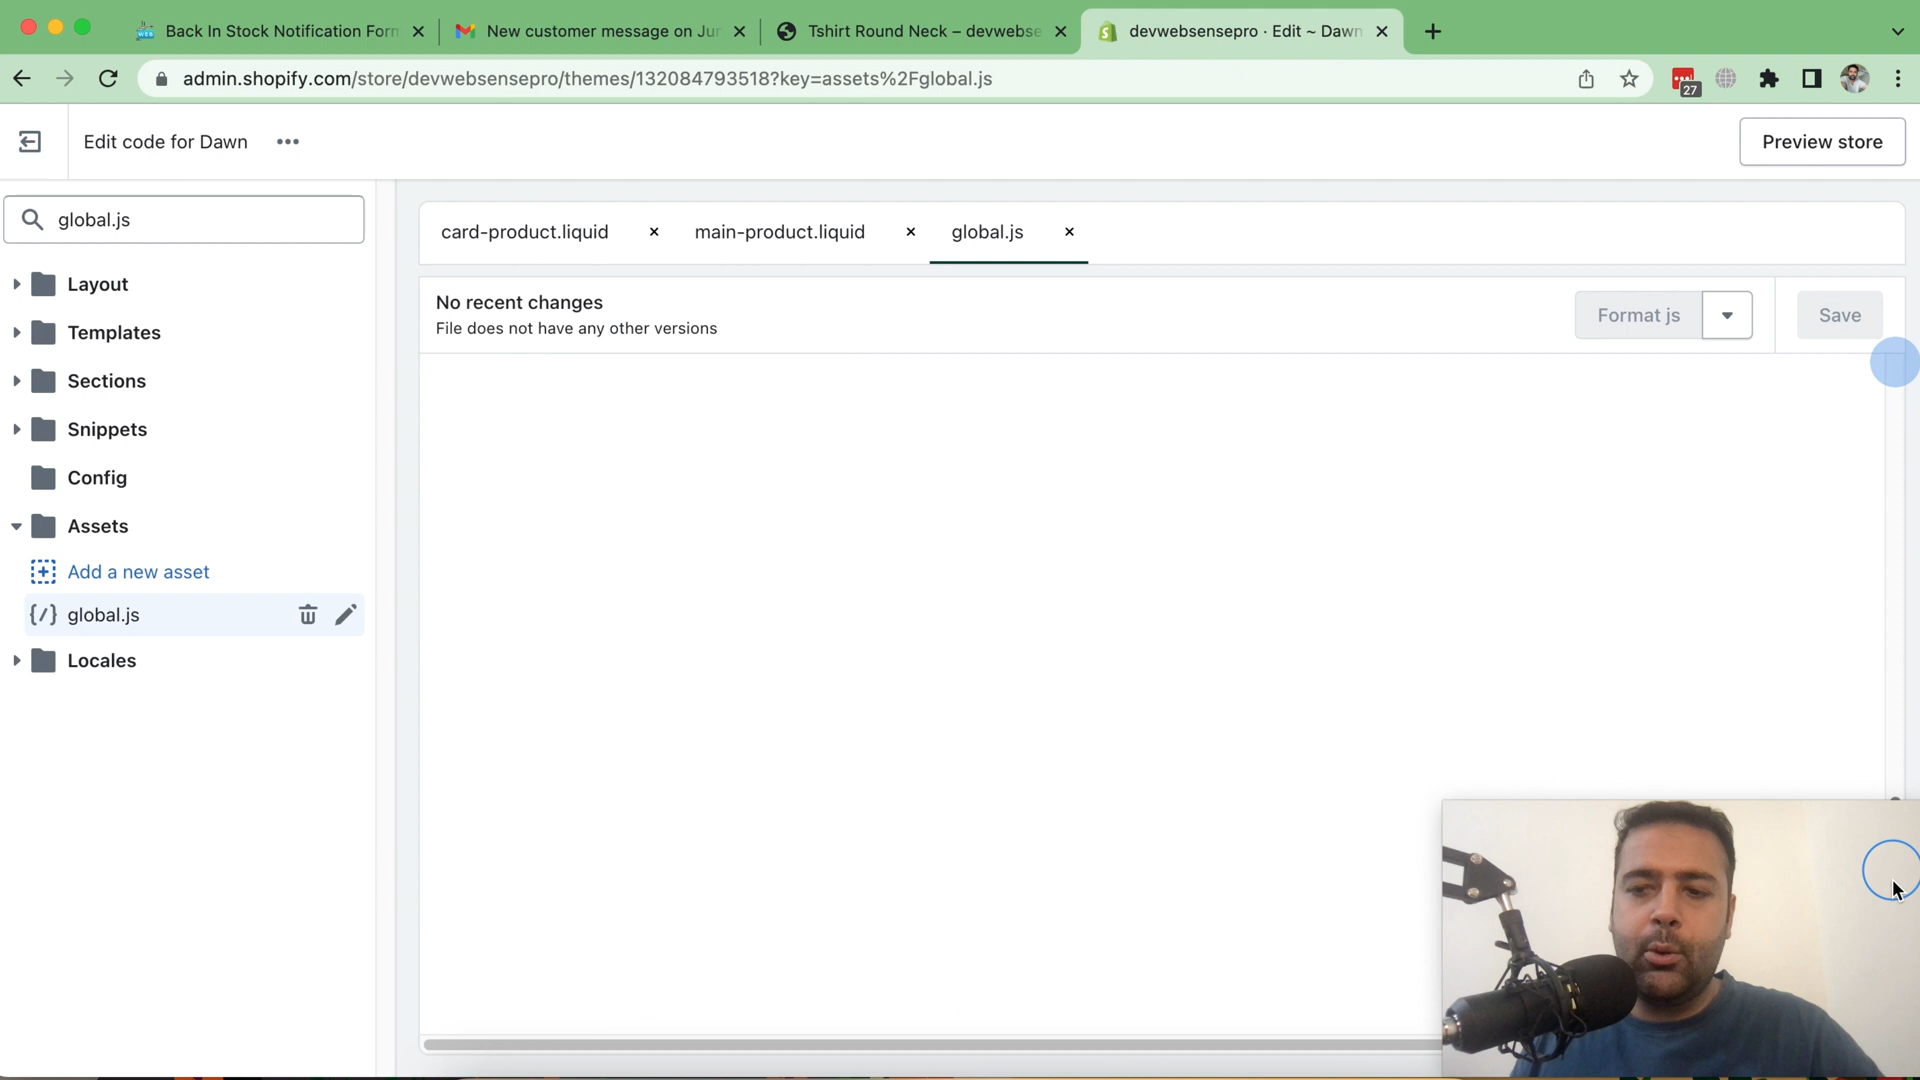 Back In Stock Notification Form
New customer message on Jun
Tshirt Round Neck – devwebse
devwebsensepro · Edit ~ Dawn
admin.shopify.com/store/devwebsensepro/themes/132084793518?key=assets%2Fglobal.js
27
Edit code for Dawn
Preview store
global.js
card-product.liquid
main-product.liquid
global.js
No recent changes
File does not have any other versions
Format js
Save
Layout
Templates
Sections
Snippets
Config
Assets
Add a new asset
{/} global.js
Locales